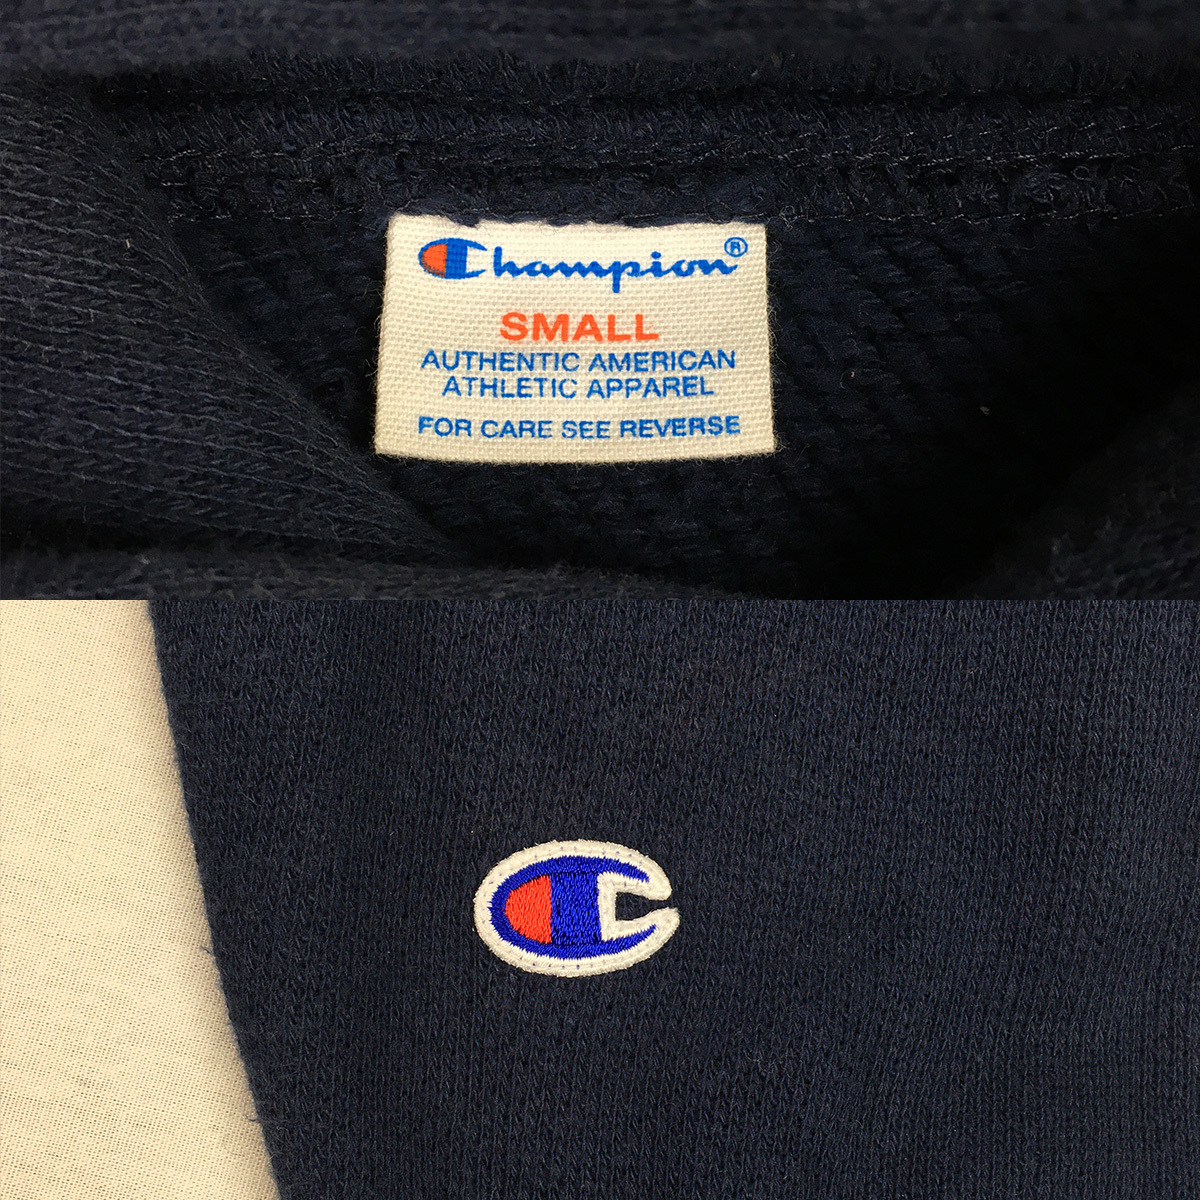 Champion®
SMALL
AUTHENTIC AMERICAN
ATHLETIC APPAREL
FOR CARE SEE REVERSE
C